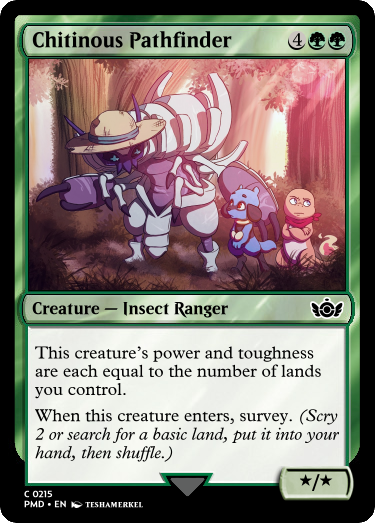 Chitinous Pathfinder 4
Creature — Insect Ranger
This creature's power and toughness
are each equal to the number of lands
you control.
When this creature enters, survey. (Scry
2 or search for a basic land, put it into your
hand, then shuffle.)
★/★
C 0215
PMD • EN TESHAMERKEL